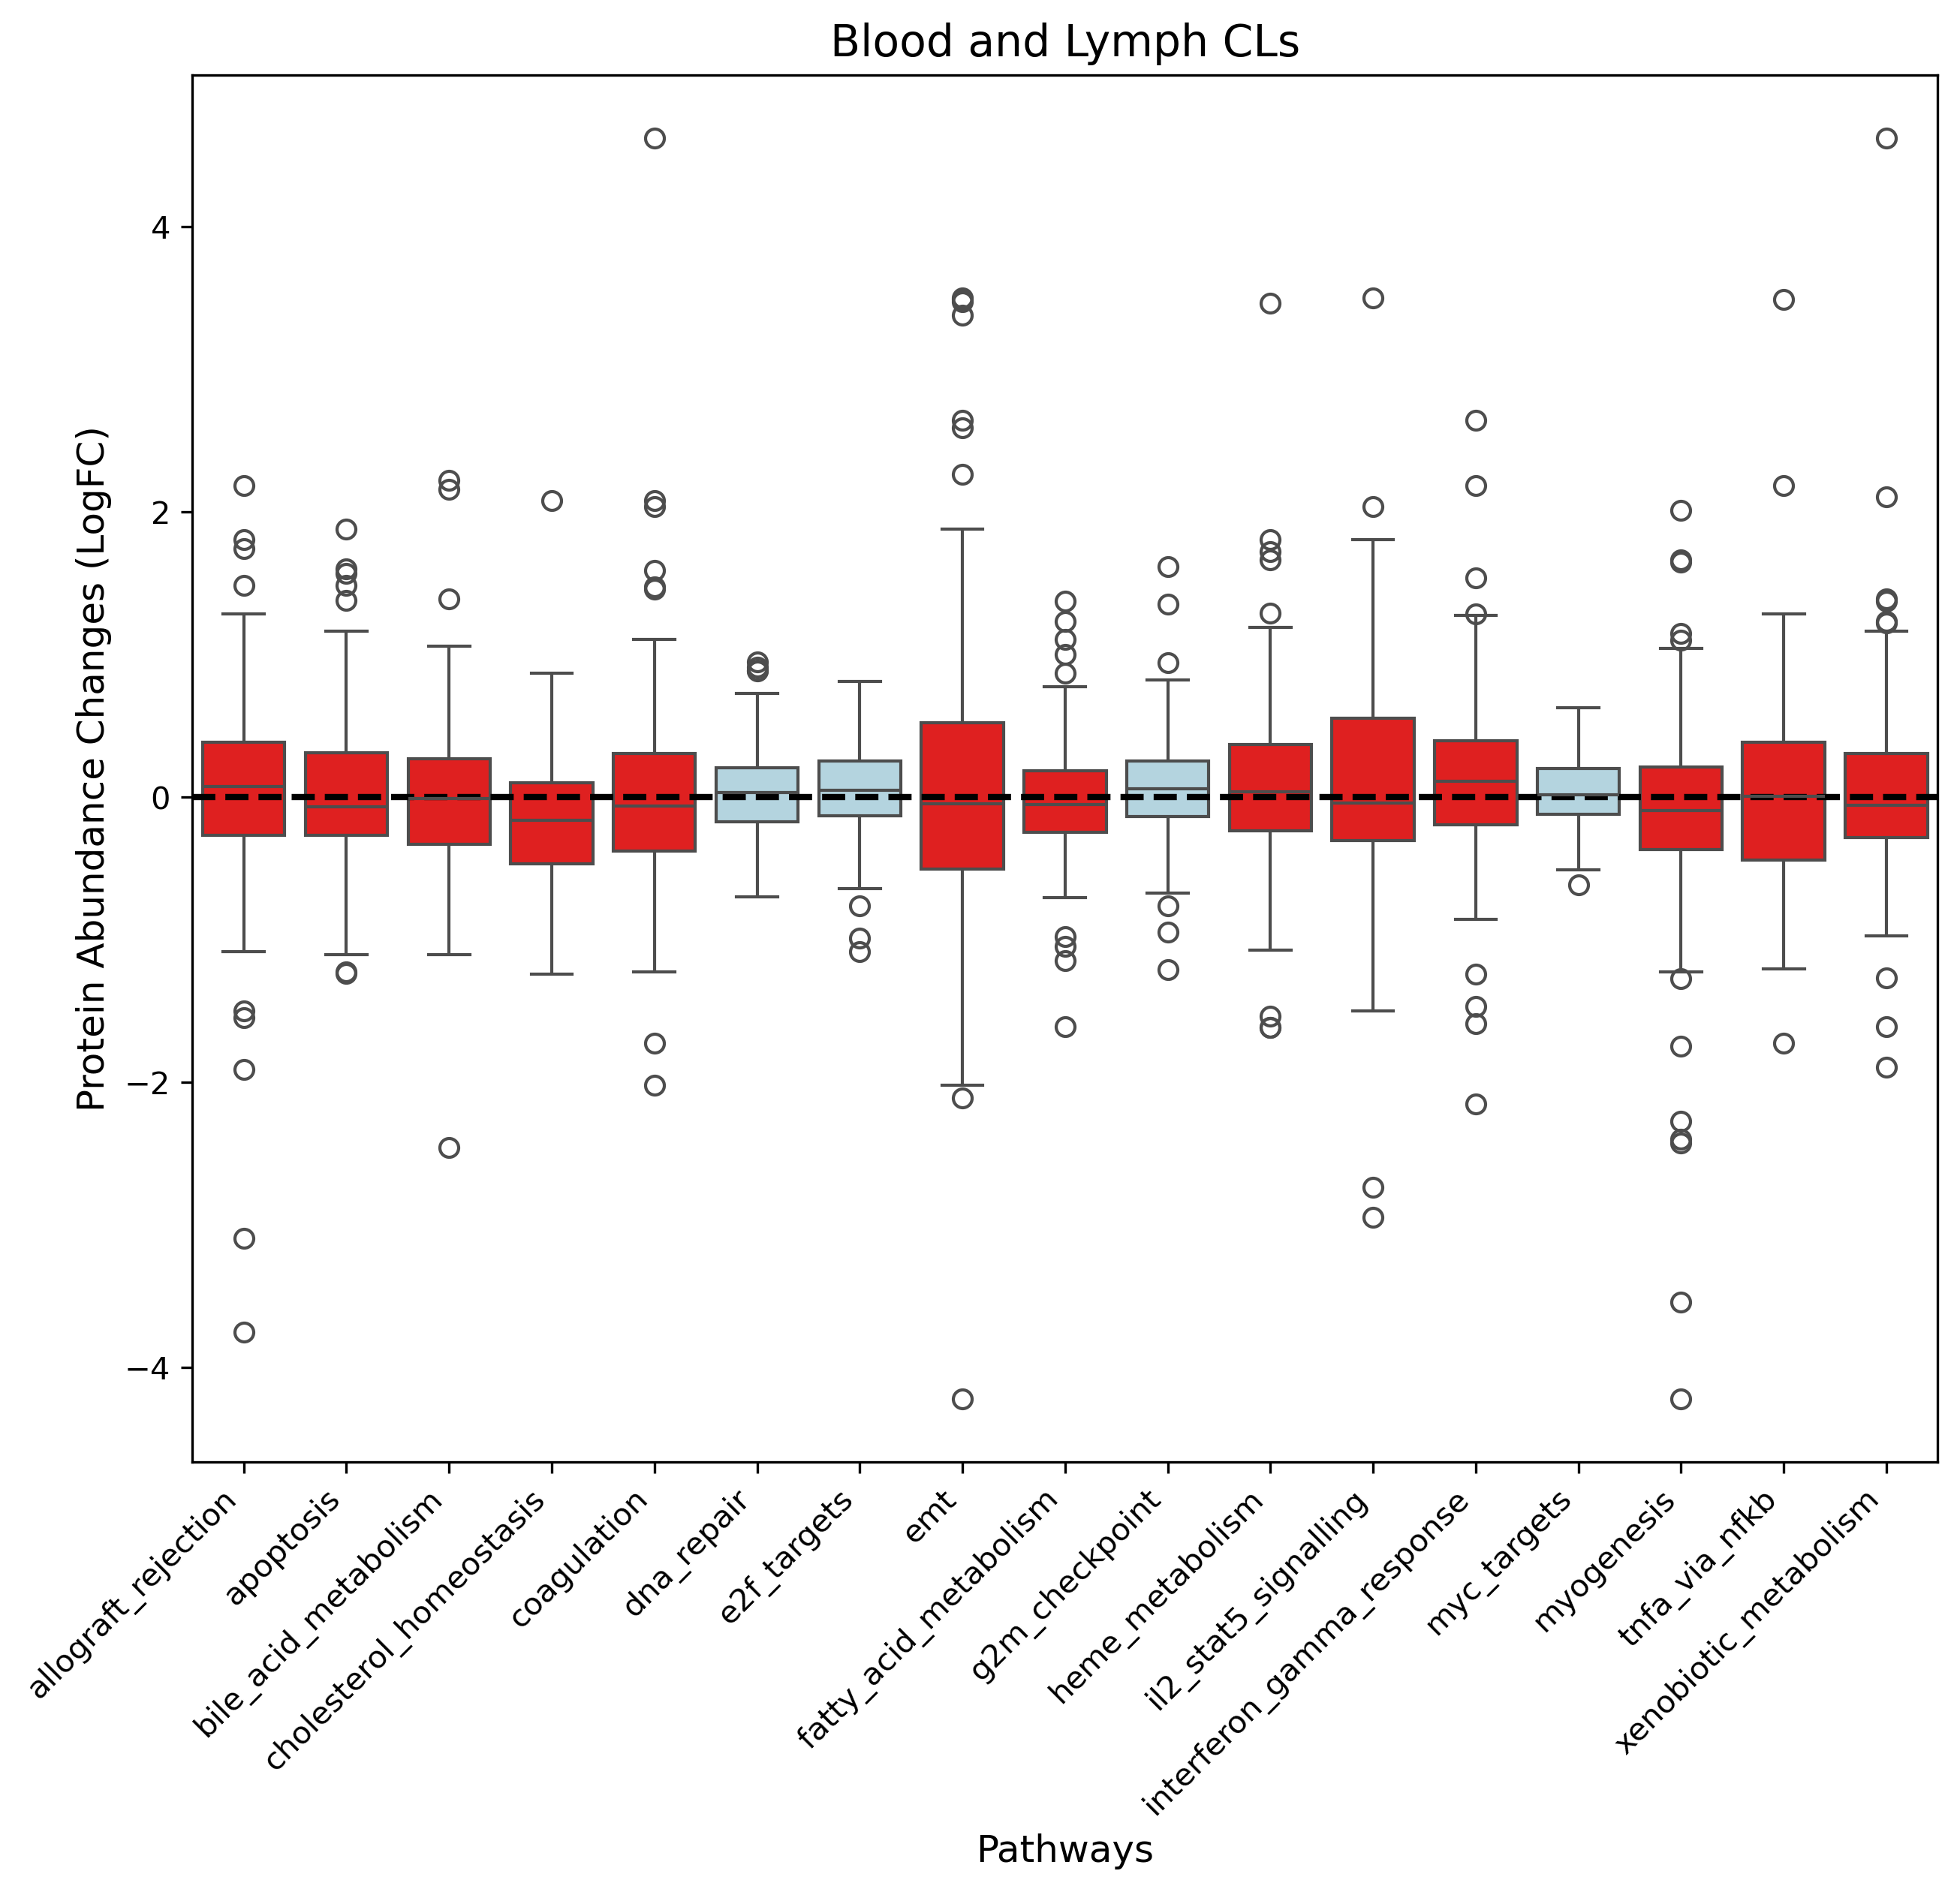 Blood and Lymph CLs
Protein Abundance Changes (LogFC)
4
2
0
−2
−4
allograft_rejection
apoptosis
bile_acid_metabolism
cholesterol_homeostasis
coagulation
dna_repair
e2f_targets
emt
fatty_acid_metabolism
g2m_checkpoint
heme_metabolism
il2_stat5_signalling
interferon_gamma_response
myc_targets
myogenesis
tnfa_via_nfkb
xenobiotic_metabolism
Pathways